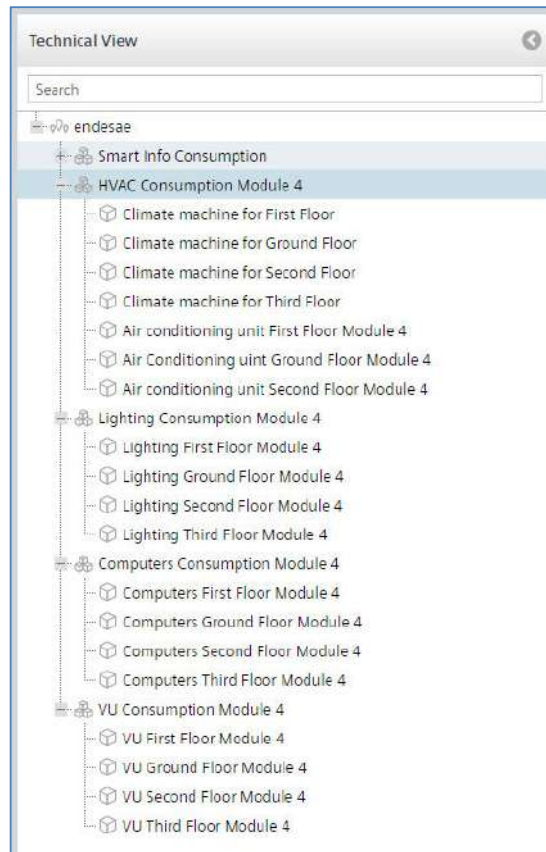 Technical View
Search
endesae
Smart Info Consumption
HVAC Consumption Module 4
Climate machine for First Floor
Climate machine for Ground Floor
Climate machine for Second Floor
Climate machine for Third Floor
Air conditioning unit First Floor Module 4
Air Conditioning uint Ground Floor Module 4
Air conditioning unit Second Floor Module 4
Lighting Consumption Module 4
Lighting First Floor Module 4
Lighting Ground Floor Module 4
Lighting Second Floor Module 4
Lighting Third Floor Module 4
Computers Consumption Module 4
Computers First Floor Module 4
Computers Ground Floor Module 4
Computers Second Floor Module 4
Computers Third Floor Module 4
VU Consumption Module 4
VU First Floor Module 4
VU Ground Floor Module 4
VU Second Floor Module 4
VU Third Floor Module 4